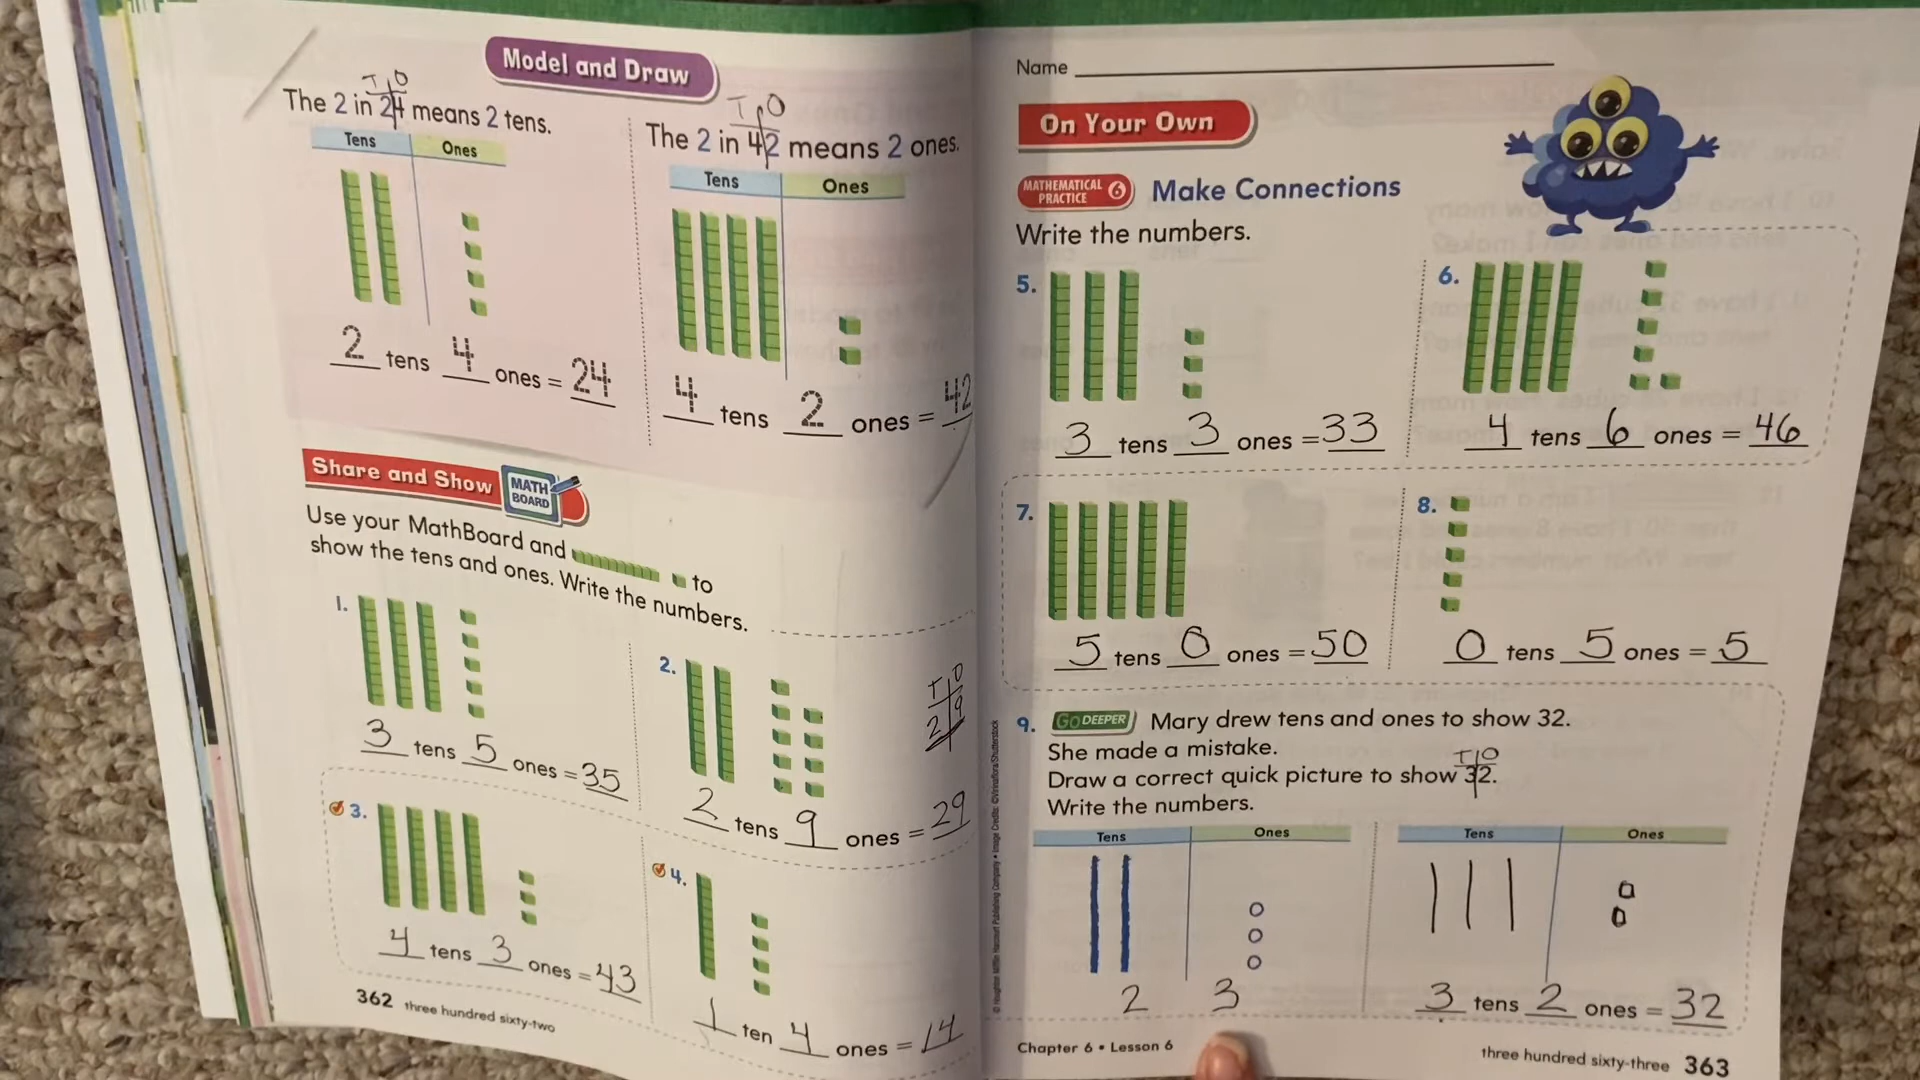 Model and Draw
T O
The 2 in 24 means 2 tens.
Tens Ones
2 tens 4 ones = 24
T O
The 2 in 42 means 2 ones.
Tens Ones
4 tens 2 ones = 42
Share and Show MATH BOARD
Use your MathBoard and to
show the tens and ones. Write the numbers.
1.
3 tens 5 ones = 35
2.
T O
2 9
2 tens 9 ones = 29
3.
4 tens 3 ones = 43
4.
1 ten 4 ones = 14
362 three hundred sixty-two
Name
On Your Own
MATHEMATICAL PRACTICE 6 Make Connections
Write the numbers.
5.
3 tens 3 ones = 33
6.
4 tens 6 ones = 46
7.
5 tens 0 ones = 50
8.
0 tens 5 ones = 5
9. GO DEEPER Mary drew tens and ones to show 32.
She made a mistake.
T O
Draw a correct quick picture to show 32.
Write the numbers.
Tens Ones
2 3
Tens Ones
3 tens 2 ones = 32
Chapter 6 • Lesson 6
three hundred sixty-three 363